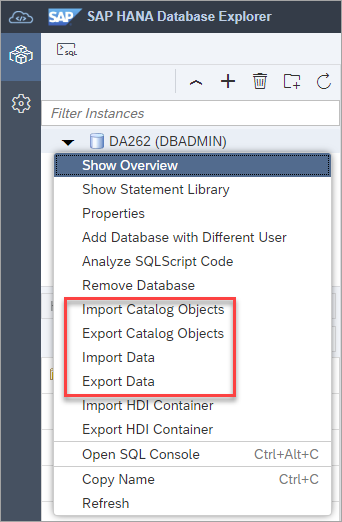 SAP SAP HANA Database Explorer
SQL
Filter Instances
DA262 (DBADMIN)
Show Overview
Show Statement Library
Properties
Add Database with Different User
Analyze SQLScript Code
Remove Database
Import Catalog Objects
Export Catalog Objects
Import Data
Export Data
Import HDI Container
Export HDI Container
Open SQL Console Ctrl+Alt+C
Copy Name Ctrl+C
Refresh